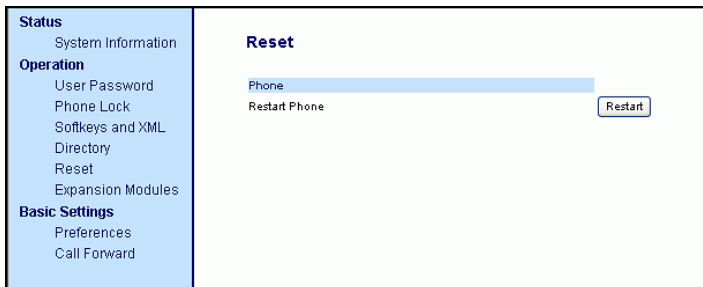 Status
System Information
Operation
User Password
Phone Lock
Softkeys and XML
Directory
Reset
Expansion Modules
Basic Settings
Preferences
Call Forward
Reset
Phone
Restart Phone
Restart